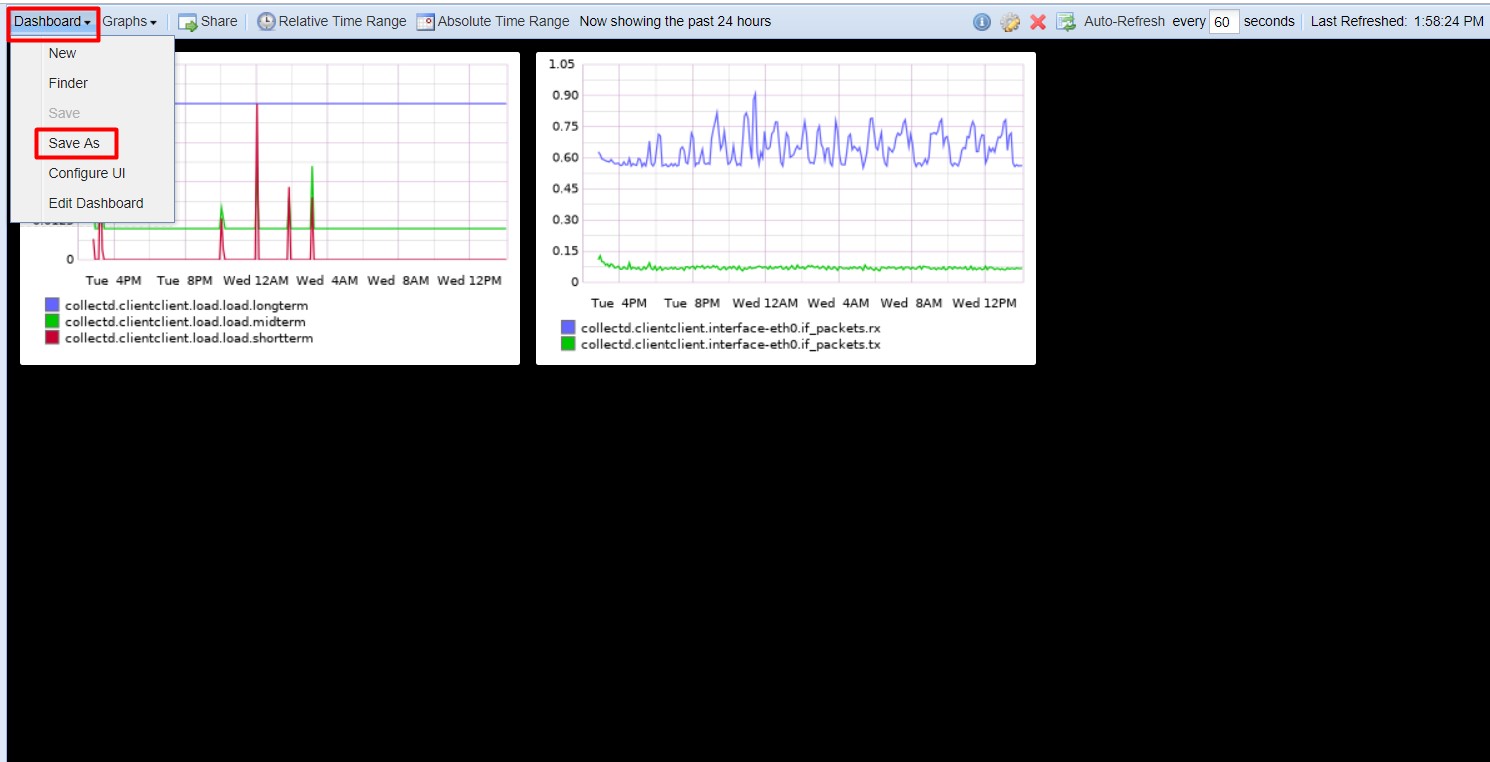 Dashboard Graphs Share Relative Time Range Absolute Time Range Now showing the past 24 hours Auto-Refresh every 60 seconds Last Refreshed: 1:58:24 PM
New
Finder
Save
Save As
Configure UI
Edit Dashboard
0
Tue 4PM Tue 8PM Wed 12AM Wed 4AM Wed 8AM Wed 12PM
collectd.clientclient.load.load.longterm
collectd.clientclient.load.load.midterm
collectd.clientclient.load.load.shortterm
1.05
0.90
0.75
0.60
0.45
0.30
0.15
0
Tue 4PM Tue 8PM Wed 12AM Wed 4AM Wed 8AM Wed 12PM
collectd.clientclient.interface-eth0.if_packets.rx
collectd.clientclient.interface-eth0.if_packets.tx